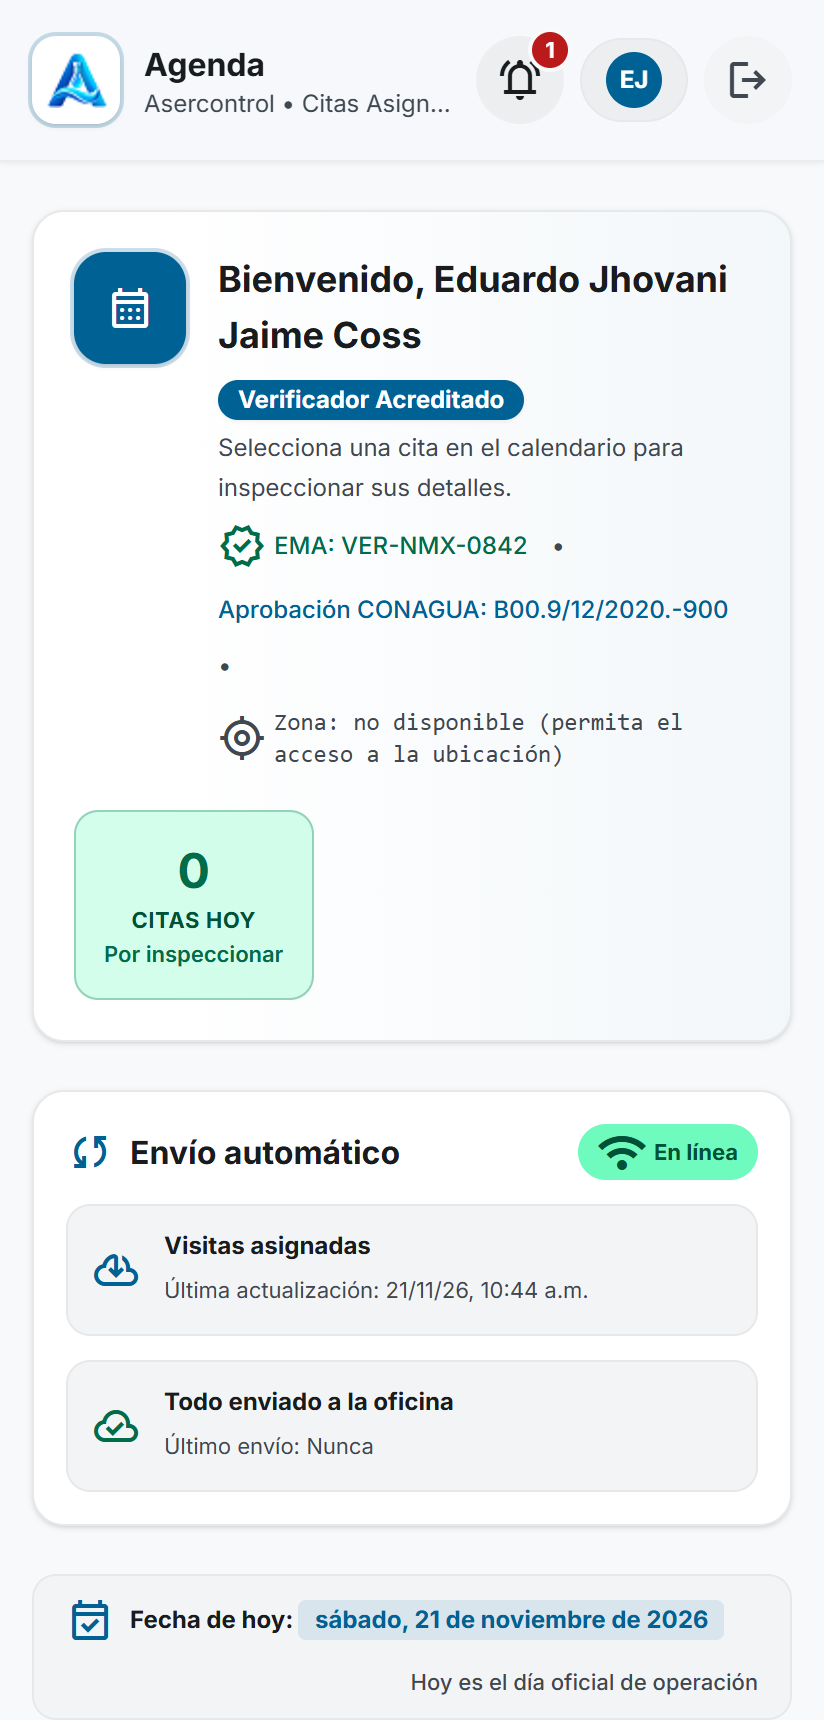 Agenda
Asercontrol • Citas Asign...
1
EJ
Bienvenido, Eduardo Jhovani
Jaime Coss
Verificador Acreditado
Selecciona una cita en el calendario para
inspeccionar sus detalles.
EMA: VER-NMX-0842 •
Aprobación CONAGUA: B00.9/12/2020.-900
•
Zona: no disponible (permita el
acceso a la ubicación)
0
CITAS HOY
Por inspeccionar
Envío automático
En línea
Visitas asignadas
Última actualización: 21/11/26, 10:44 a.m.
Todo enviado a la oficina
Último envío: Nunca
Fecha de hoy: sábado, 21 de noviembre de 2026
Hoy es el día oficial de operación